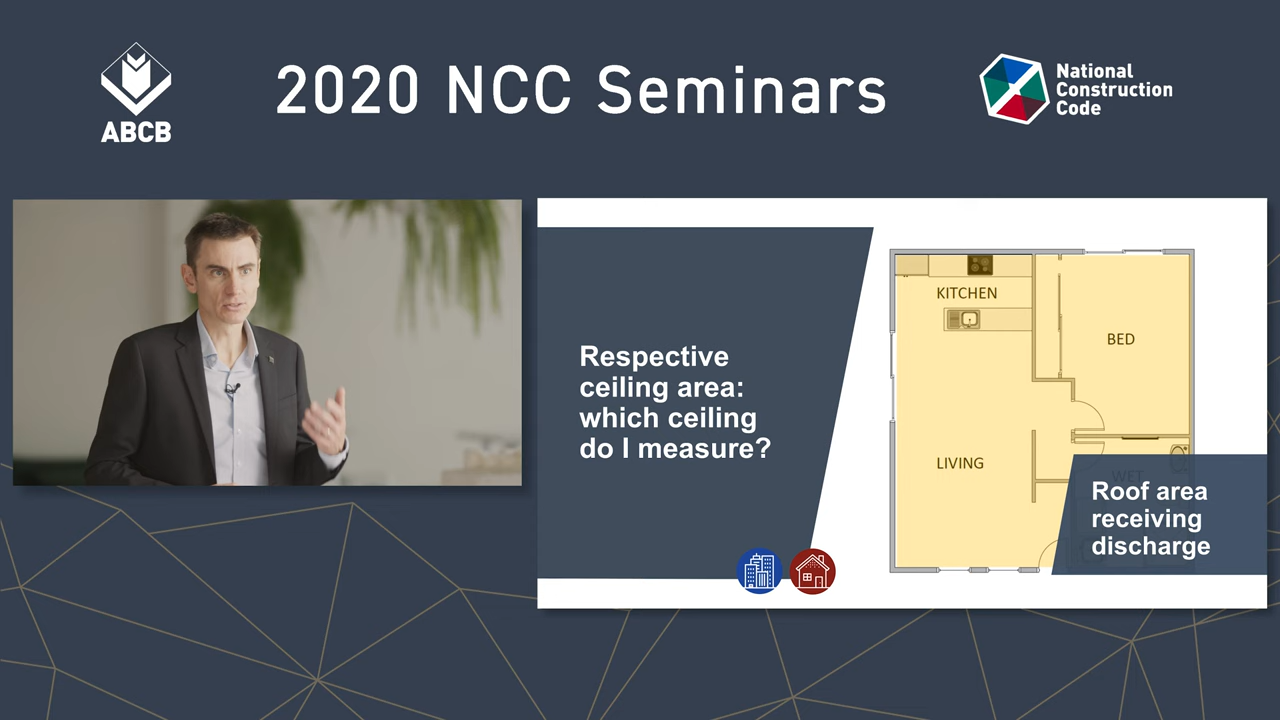 2020 NCC Seminars
ABCB
National
Construction
Code
Respective
ceiling area:
which ceiling
do I measure?
KITCHEN
BED
LIVING
WET
Roof area
receiving
discharge